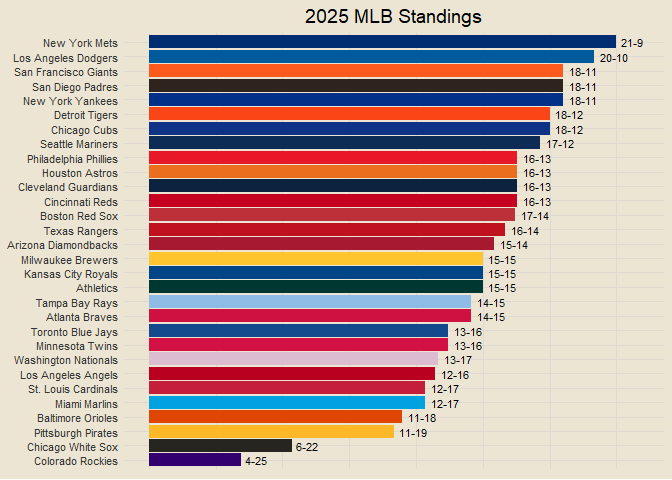 2025 MLB Standings
New York Mets 21-9
Los Angeles Dodgers 20-10
San Francisco Giants 18-11
San Diego Padres 18-11
New York Yankees 18-11
Detroit Tigers 18-12
Chicago Cubs 18-12
Seattle Mariners 17-12
Philadelphia Phillies 16-13
Houston Astros 16-13
Cleveland Guardians 16-13
Cincinnati Reds 16-13
Boston Red Sox 17-14
Texas Rangers 16-14
Arizona Diamondbacks 15-14
Milwaukee Brewers 15-15
Kansas City Royals 15-15
Athletics 15-15
Tampa Bay Rays 14-15
Atlanta Braves 14-15
Toronto Blue Jays 13-16
Minnesota Twins 13-16
Washington Nationals 13-17
Los Angeles Angels 12-16
St. Louis Cardinals 12-17
Miami Marlins 12-17
Baltimore Orioles 11-18
Pittsburgh Pirates 11-19
Chicago White Sox 6-22
Colorado Rockies 4-25